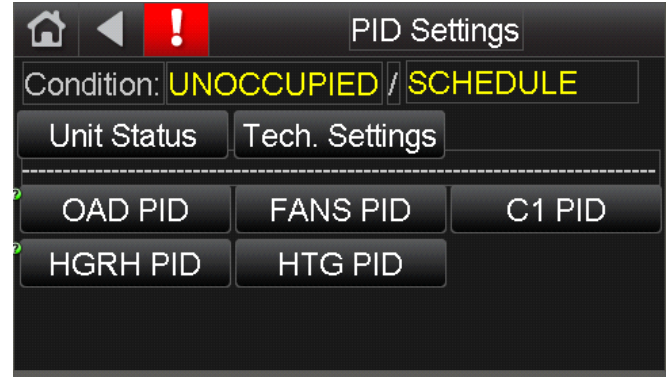 ! PID Settings
Condition: UNOCCUPIED / SCHEDULE
Unit Status Tech. Settings
--------------------------------------------------------------------------------
? OAD PID FANS PID C1 PID
? HGRH PID HTG PID